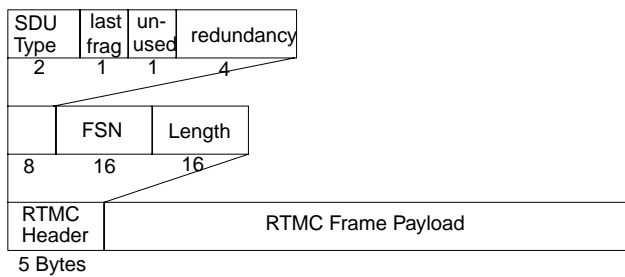 SDU Type last frag un-used redundancy
2 1 1 4
FSN Length
8 16 16
RTMC Header RTMC Frame Payload
5 Bytes